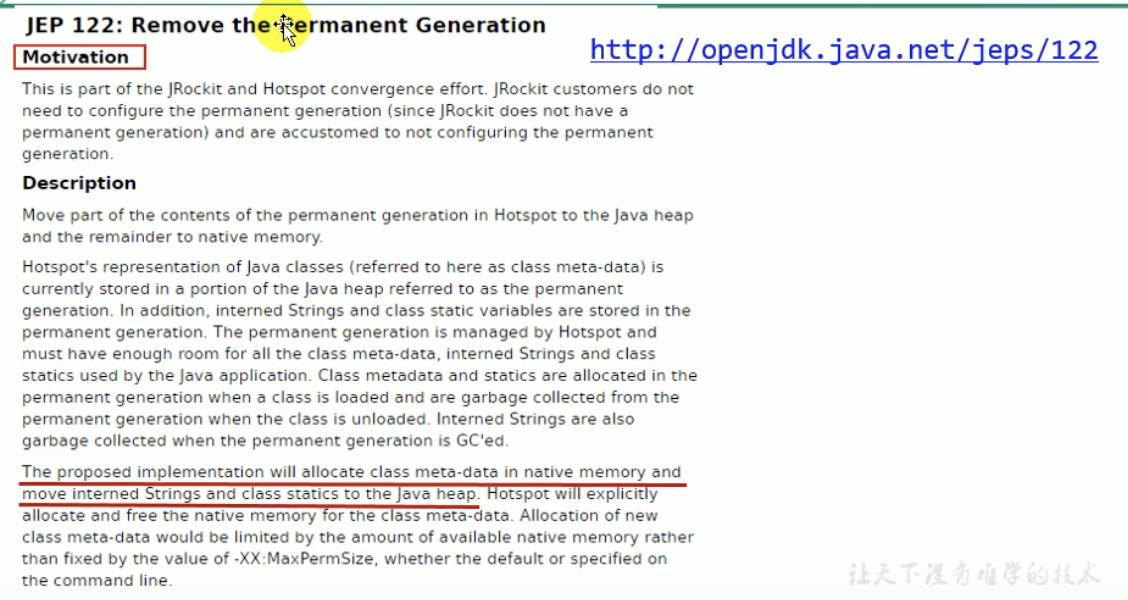 JEP 122: Remove the Permanent Generation
Motivation
http://openjdk.java.net/jeps/122
This is part of the JRockit and Hotspot convergence effort. JRockit customers do not
need to configure the permanent generation (since JRockit does not have a
permanent generation) and are accustomed to not configuring the permanent
generation.
Description
Move part of the contents of the permanent generation in Hotspot to the Java heap
and the remainder to native memory.
Hotspot's representation of Java classes (referred to here as class meta-data) is
currently stored in a portion of the Java heap referred to as the permanent
generation. In addition, interned Strings and class static variables are stored in the
permanent generation. The permanent generation is managed by Hotspot and
must have enough room for all the class meta-data, interned Strings and class
statics used by the Java application. Class metadata and statics are allocated in the
permanent generation when a class is loaded and are garbage collected from the
permanent generation when the class is unloaded. Interned Strings are also
garbage collected when the permanent generation is GC'ed.
The proposed implementation will allocate class meta-data in native memory and
move interned Strings and class statics to the Java heap. Hotspot will explicitly
allocate and free the native memory for the class meta-data. Allocation of new
class meta-data would be limited by the amount of available native memory rather
than fixed by the value of -XX:MaxPermSize, whether the default or specified on
the command line.
让天下没有难学的技术